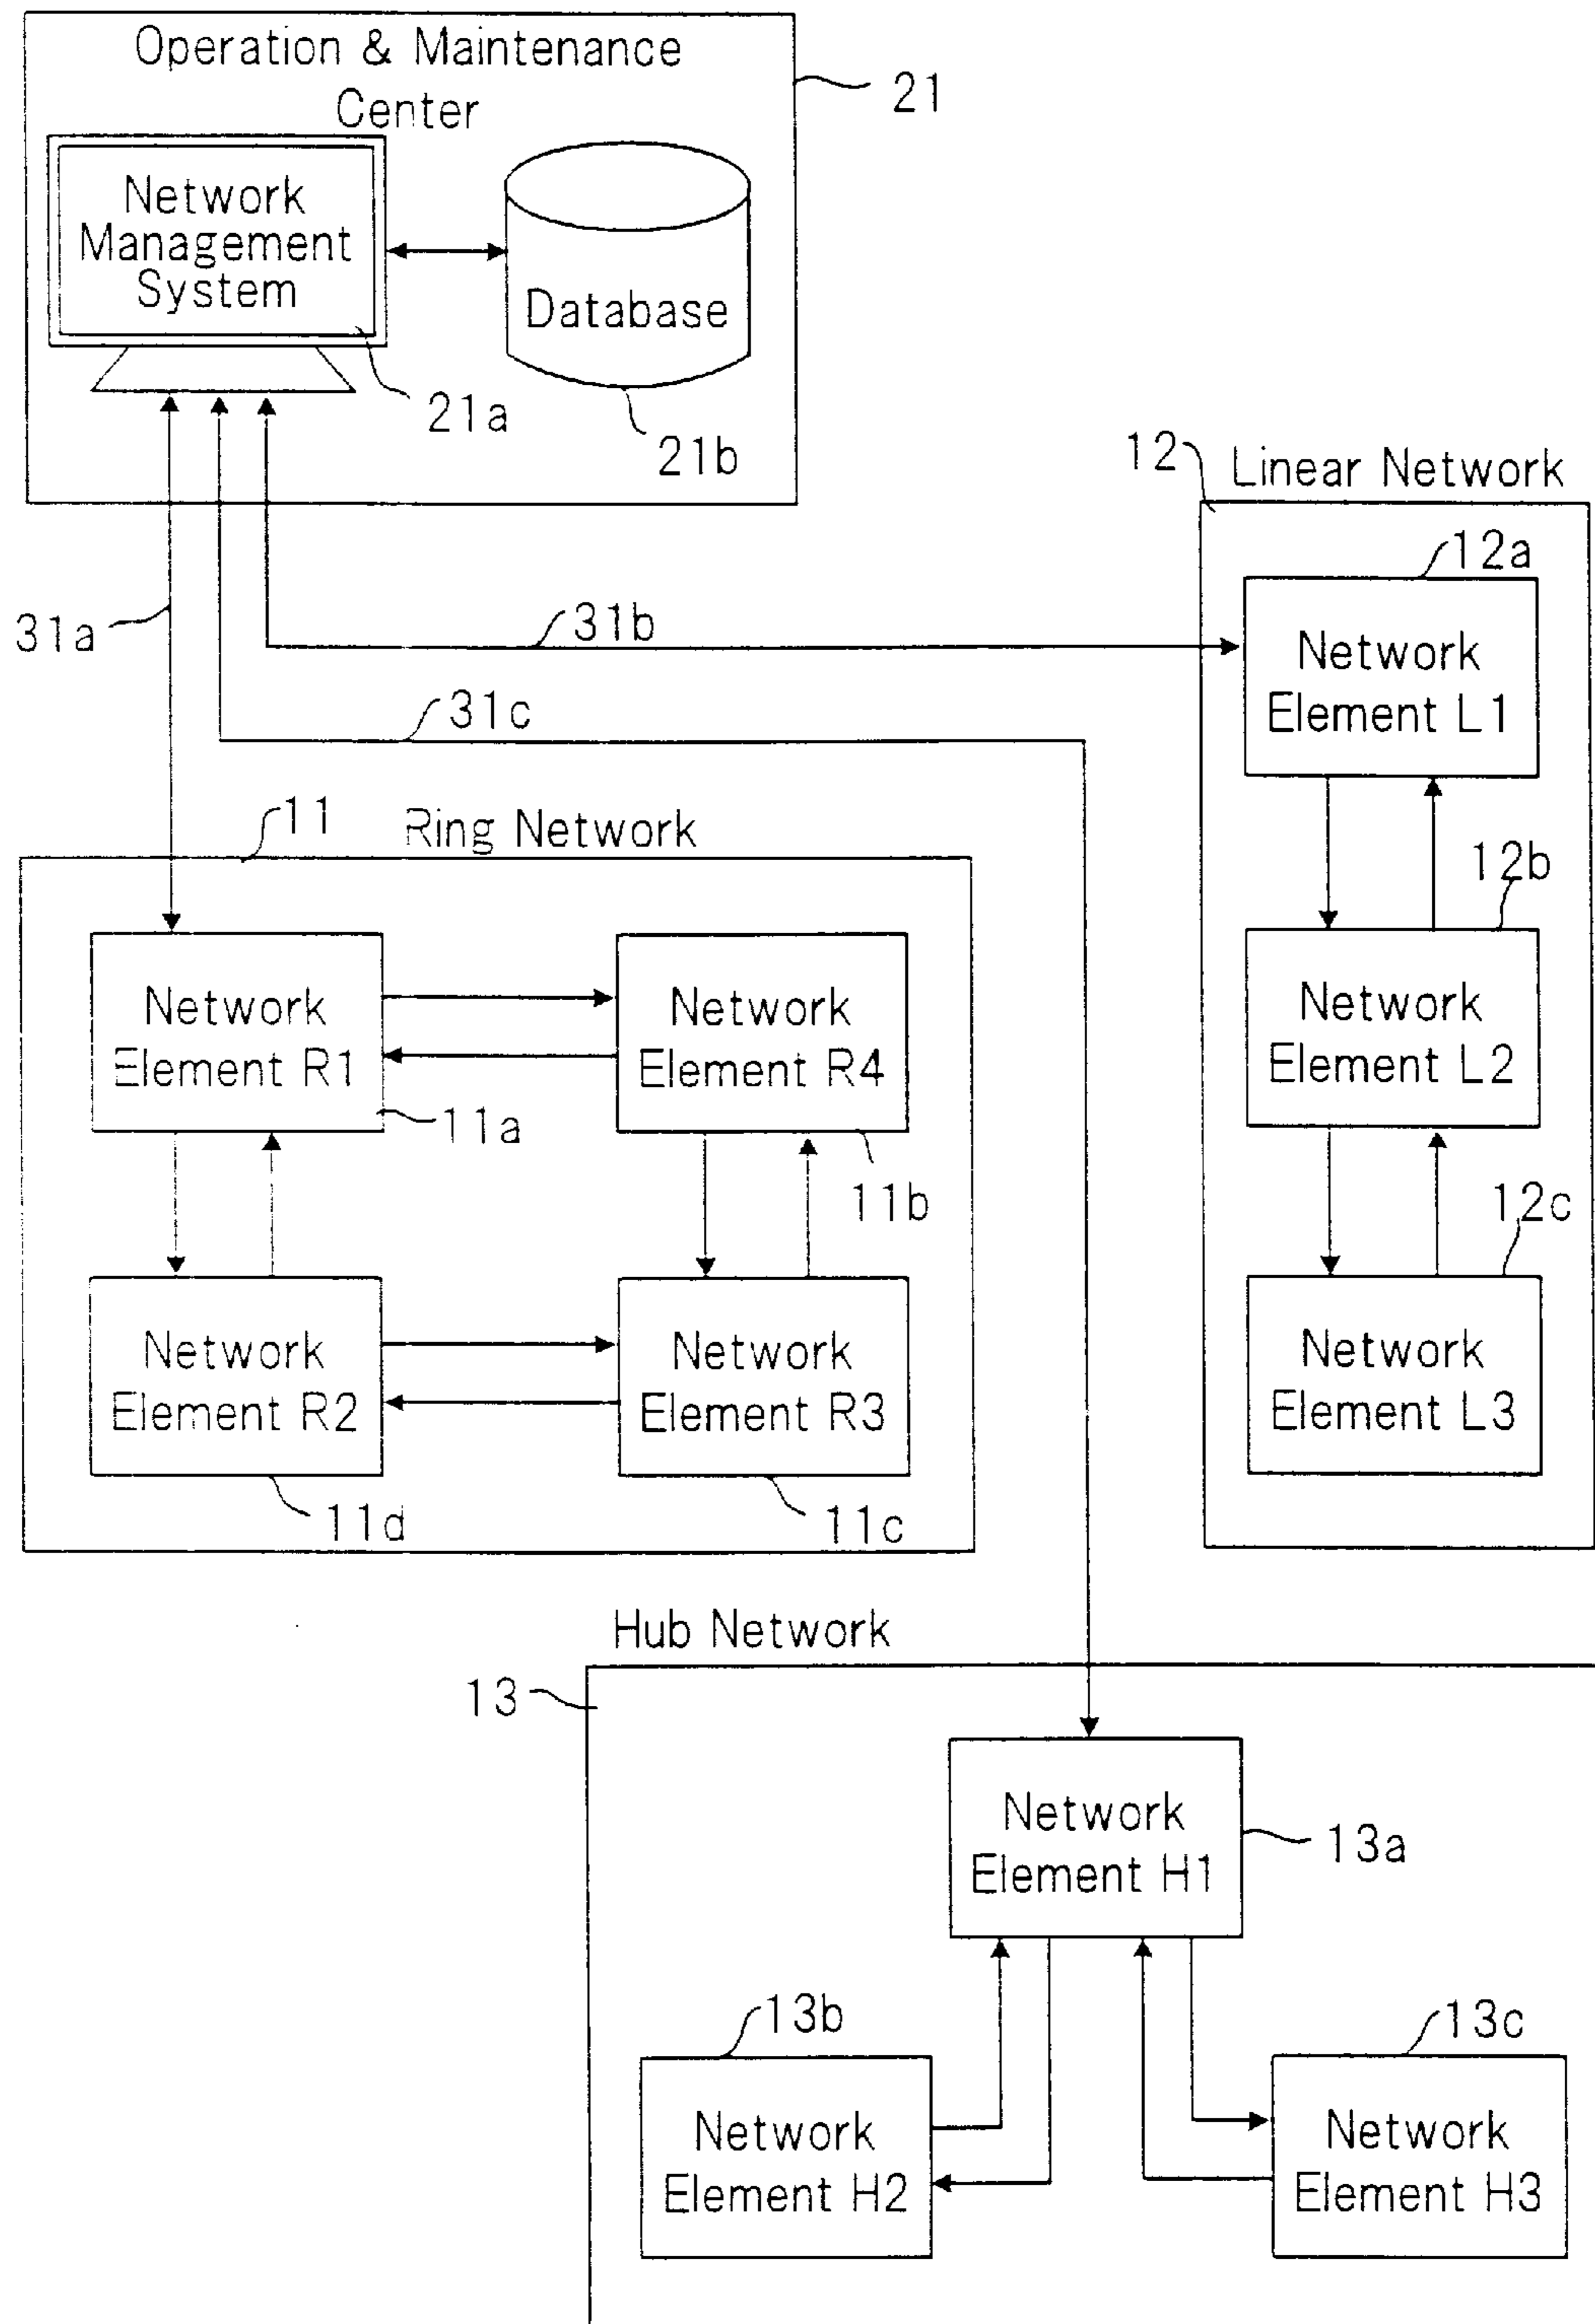 Operation & Maintenance
Center
21
Network
Management
System
Database
21a
21b
12
Linear Network
12a
31a
31b
Network
Element L1
31c
11
Ring Network
12b
Network
Element R1
Network
Element R4
Network
Element L2
11a
11b
12c
Network
Element R2
Network
Element R3
Network
Element L3
11d
11c
Hub Network
13
Network
Element H1
13a
13b
13c
Network
Element H2
Network
Element H3